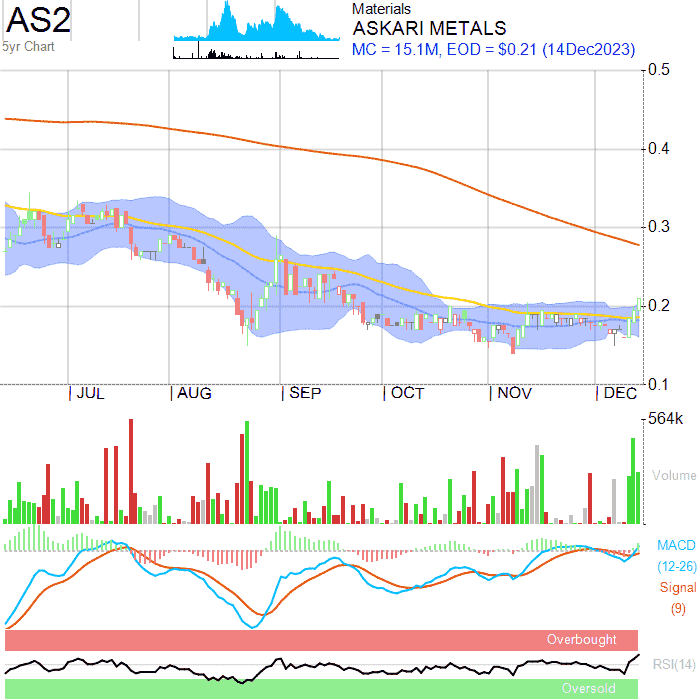 AS2
5yr Chart
Materials
ASKARI METALS
MC = 15.1M, EOD = $0.21 (14Dec2023)
0.5
0.4
0.3
0.2
0.1
JUL AUG SEP OCT NOV DEC
564k
Volume
MACD
(12-26)
Signal
(9)
Overbought
RSI(14)
Oversold